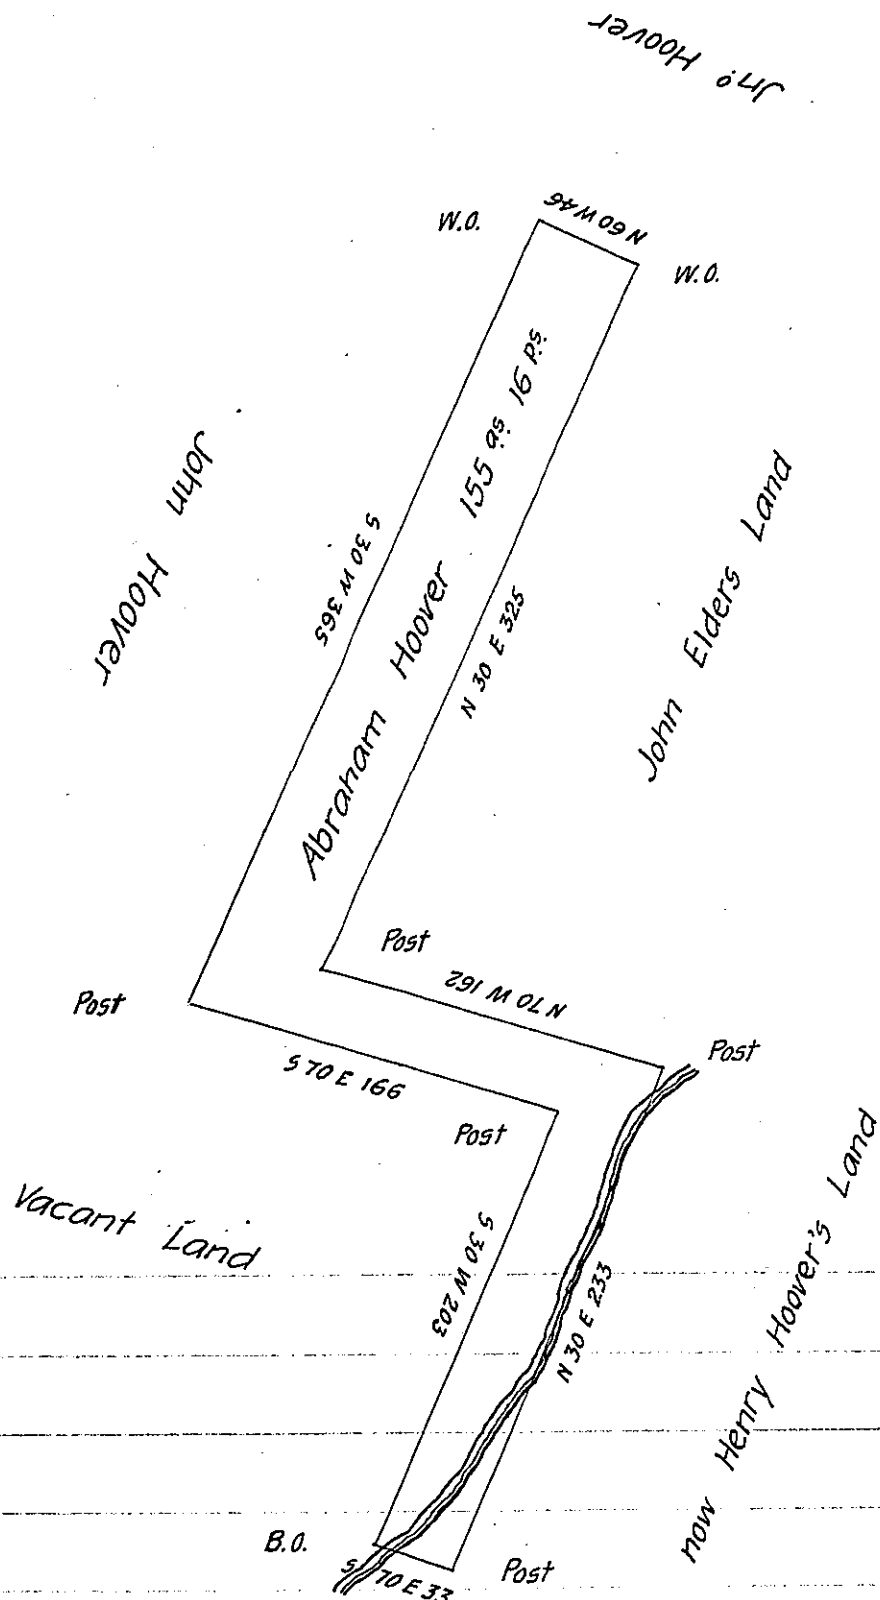 Jnº Hoover
N 60 W 46
W.O.
W.O.
Abraham Hoover 155 as. 16 ps.
John Hoover
S 30 W 365
N 30 E 325
John Elders Land
Post
Post
N 70 W 162
Post
S 70 E 166
Post
Vacant Land
S 30 W 203
N 30 E 233
now Henry Hoover's Land
B.O.
S 70 E 33
Post